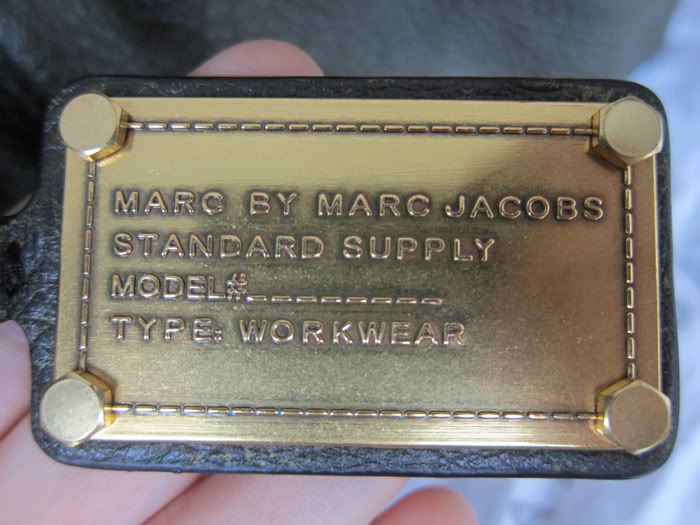 MARC BY MARC JACOBS
STANDARD SUPPLY
MODEL#_________
TYPE: WORKWEAR